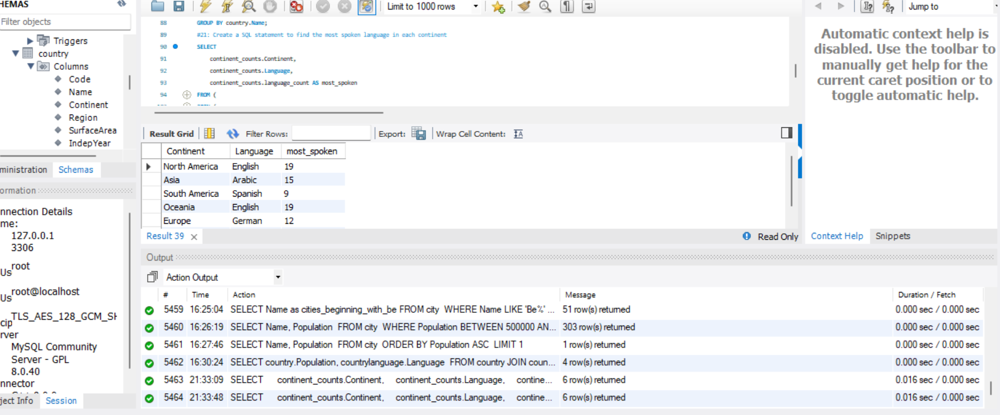 HEMAS
Filter objects
Triggers
country
Columns
Code
Name
Continent
Region
SurfaceArea
IndepYear
ministration Schemas
ormation
nnection Details
me:
127.0.0.1
3306
Us root
Us root@localhost
cip TLS_AES_128_GCM_SH
rver
MySQL Community
Server - GPL
8.0.40
nnector
ject Info Session
Limit to 1000 rows
88 GROUP BY country.Name;
89 #21: Create a SQL statement to find the most spoken language in each continent
90 SELECT
91 continent_counts.Continent,
92 continent_counts.Language,
93 continent_counts.language_count AS most_spoken
94 FROM (
Result Grid Filter Rows: Export: Wrap Cell Content:
Continent Language most_spoken
North America English 19
Asia Arabic 15
South America Spanish 9
Oceania English 19
Europe German 12
Result 39
Read Only
Jump to
Automatic context help is
disabled. Use the toolbar to
manually get help for the
current caret position or to
toggle automatic help.
Context Help Snippets
Output
Action Output
# Time Action Message Duration / Fetch
5459 16:25:04 SELECT Name as cities_beginning_with_be FROM city WHERE Name LIKE 'Be%' ... 51 row(s) returned 0.000 sec / 0.000 sec
5460 16:26:19 SELECT Name, Population FROM city WHERE Population BETWEEN 500000 AN... 303 row(s) returned 0.000 sec / 0.000 sec
5461 16:27:46 SELECT Name, Population FROM city ORDER BY Population ASC LIMIT 1 1 row(s) returned 0.000 sec / 0.000 sec
5462 16:30:24 SELECT country.Population, countrylanguage.Language FROM country JOIN coun... 4 row(s) returned 0.000 sec / 0.000 sec
5463 21:33:09 SELECT continent_counts.Continent, continent_counts.Language, contine... 6 row(s) returned 0.016 sec / 0.000 sec
5464 21:33:48 SELECT continent_counts.Continent, continent_counts.Language, contine... 6 row(s) returned 0.016 sec / 0.000 sec